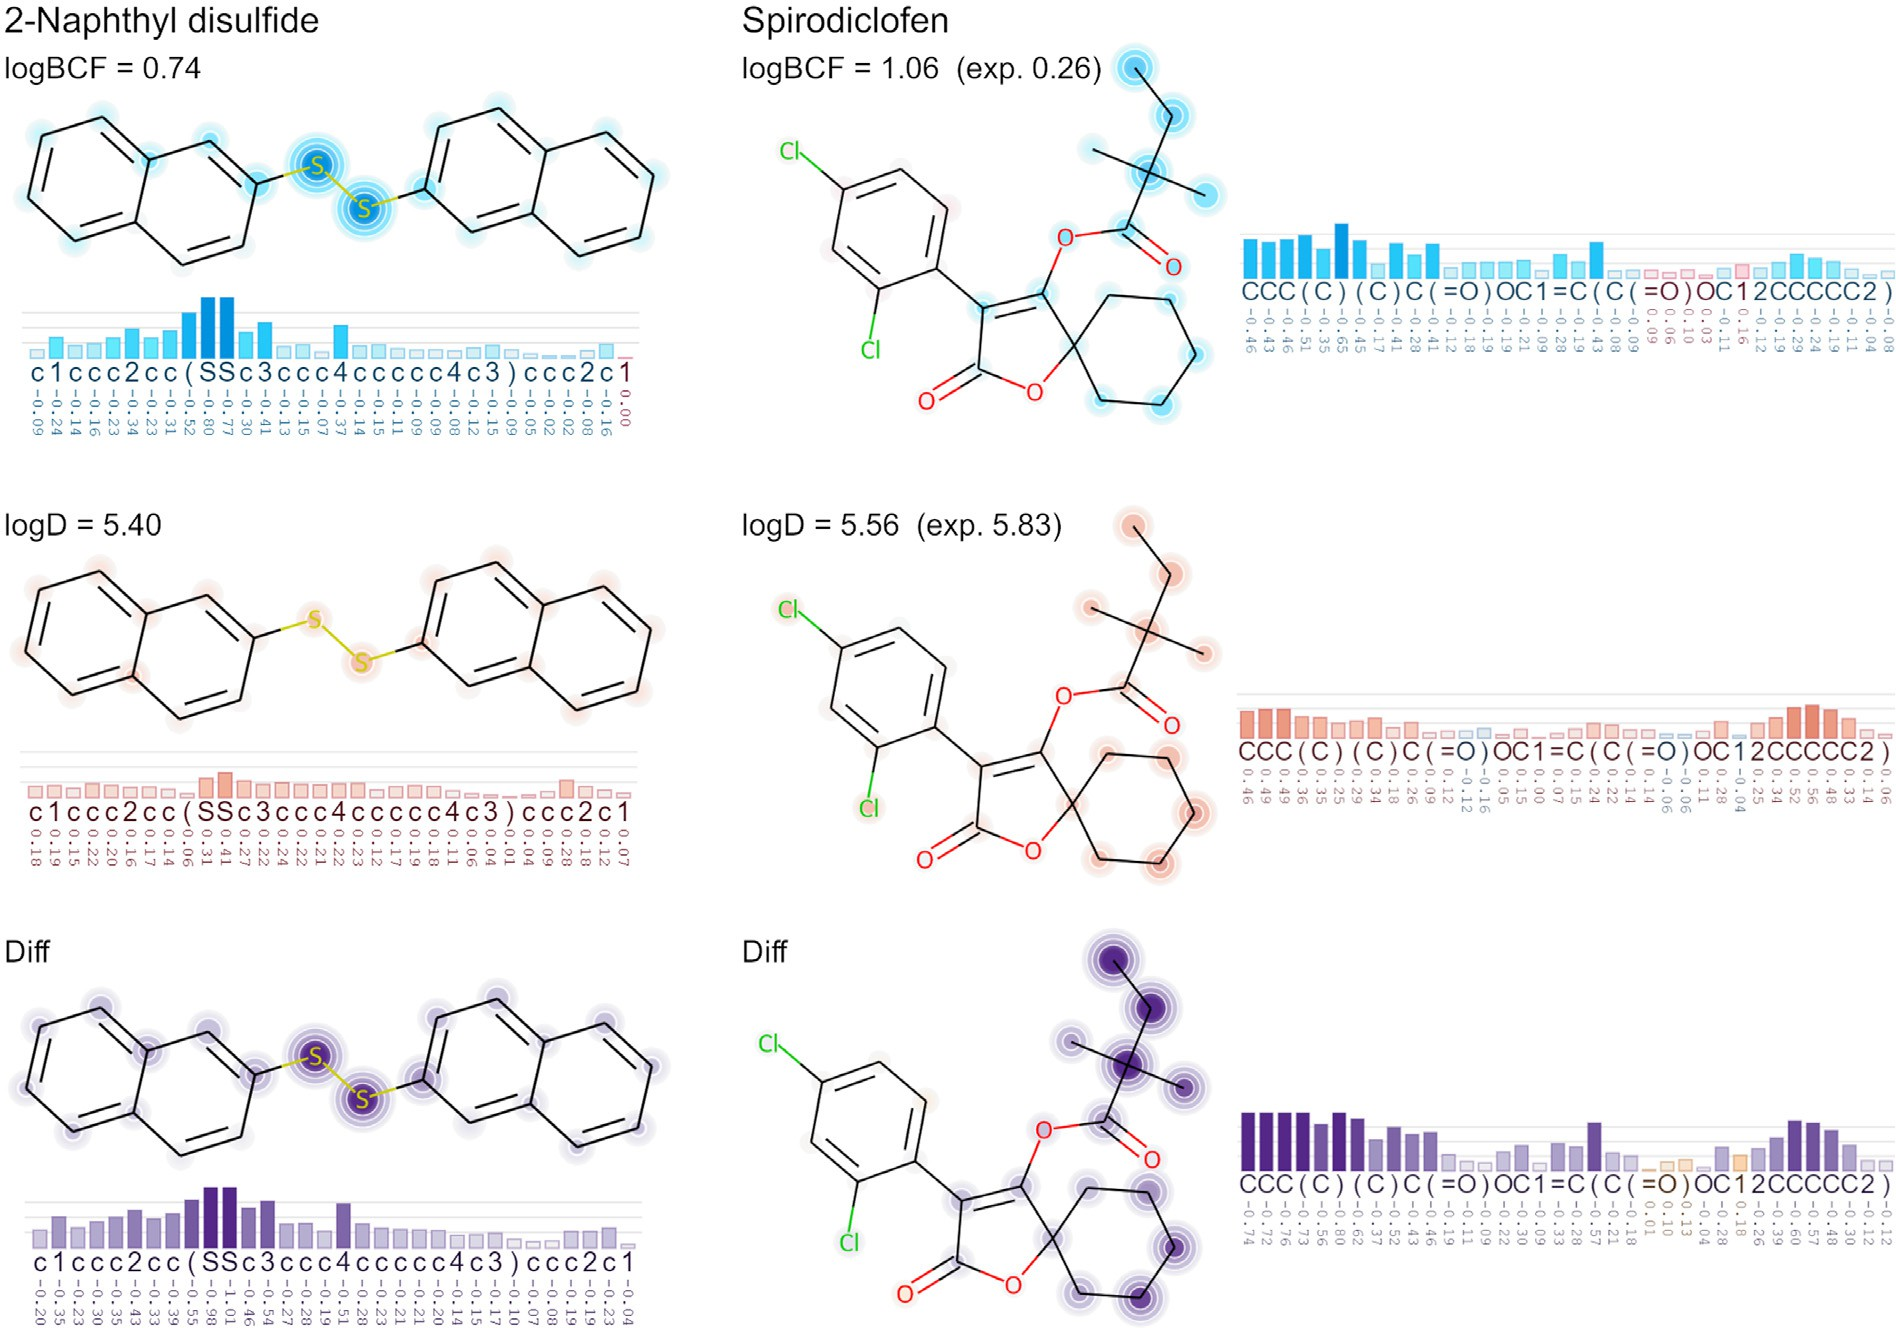 2-Naphthyl disulfide
logBCF = 0.74
S
S
c1ccc2cc(SSc3ccc4ccccc4c3)ccc2c1
-0.09 -0.24 -0.14 -0.16 -0.23 -0.34 -0.23 -0.31 -0.52 -0.80 -0.77 -0.30 -0.41 -0.13 -0.15 -0.07 -0.37 -0.14 -0.15 -0.11 -0.09 -0.09 -0.08 -0.12 -0.15 -0.09 -0.05 -0.02 -0.02 -0.08 -0.16 0.00
logD = 5.40
S
S
c1ccc2cc(SSc3ccc4ccccc4c3)ccc2c1
0.18 0.19 0.15 0.22 0.20 0.16 0.17 0.14 0.06 0.31 0.41 0.27 0.22 0.24 0.22 0.21 0.22 0.23 0.12 0.17 0.19 0.18 0.11 0.06 0.04 0.01 0.04 0.09 0.28 0.18 0.12 0.07
Diff
S
S
c1ccc2cc(SSc3ccc4ccccc4c3)ccc2c1
-0.20 -0.35 -0.23 -0.30 -0.35 -0.43 -0.33 -0.39 -0.55 -0.98 -1.01 -0.46 -0.54 -0.27 -0.28 -0.19 -0.51 -0.28 -0.23 -0.21 -0.21 -0.20 -0.14 -0.15 -0.17 -0.10 -0.07 -0.08 -0.19 -0.19 -0.23 -0.04
Spirodiclofen
logBCF = 1.06 (exp. 0.26)
Cl
Cl
O
O
O
O
CCC(C)(C)C(=O)OC1=C(C(=O)OC12CCCCC2)
-0.46 -0.43 -0.46 -0.51 -0.35 -0.65 -0.45 -0.17 -0.41 -0.28 -0.41 -0.12 -0.18 -0.19 -0.19 -0.21 -0.09 -0.28 -0.19 -0.43 -0.08 -0.09 0.09 0.06 0.10 0.03 -0.11 0.16 -0.12 -0.19 -0.29 -0.24 -0.19 -0.11 -0.04 -0.08
logD = 5.56 (exp. 5.83)
Cl
Cl
O
O
O
O
CCC(C)(C)C(=O)OC1=C(C(=O)OC12CCCCC2)
0.46 0.49 0.49 0.36 0.35 0.25 0.29 0.34 0.18 0.26 0.09 0.12 -0.12 -0.16 0.05 0.15 0.00 0.07 0.15 0.24 0.22 0.14 0.14 -0.06 -0.06 0.11 0.28 -0.04 0.25 0.34 0.52 0.56 0.48 0.33 0.14 0.06
Diff
Cl
Cl
O
O
O
O
CCC(C)(C)C(=O)OC1=C(C(=O)OC12CCCCC2)
-0.74 -0.72 -0.76 -0.73 -0.56 -0.80 -0.62 -0.37 -0.52 -0.43 -0.46 -0.19 -0.11 -0.09 -0.22 -0.30 -0.09 -0.33 -0.28 -0.57 -0.21 -0.18 0.01 0.10 0.13 -0.04 -0.28 0.18 -0.26 -0.39 -0.60 -0.57 -0.48 -0.30 -0.12 -0.12